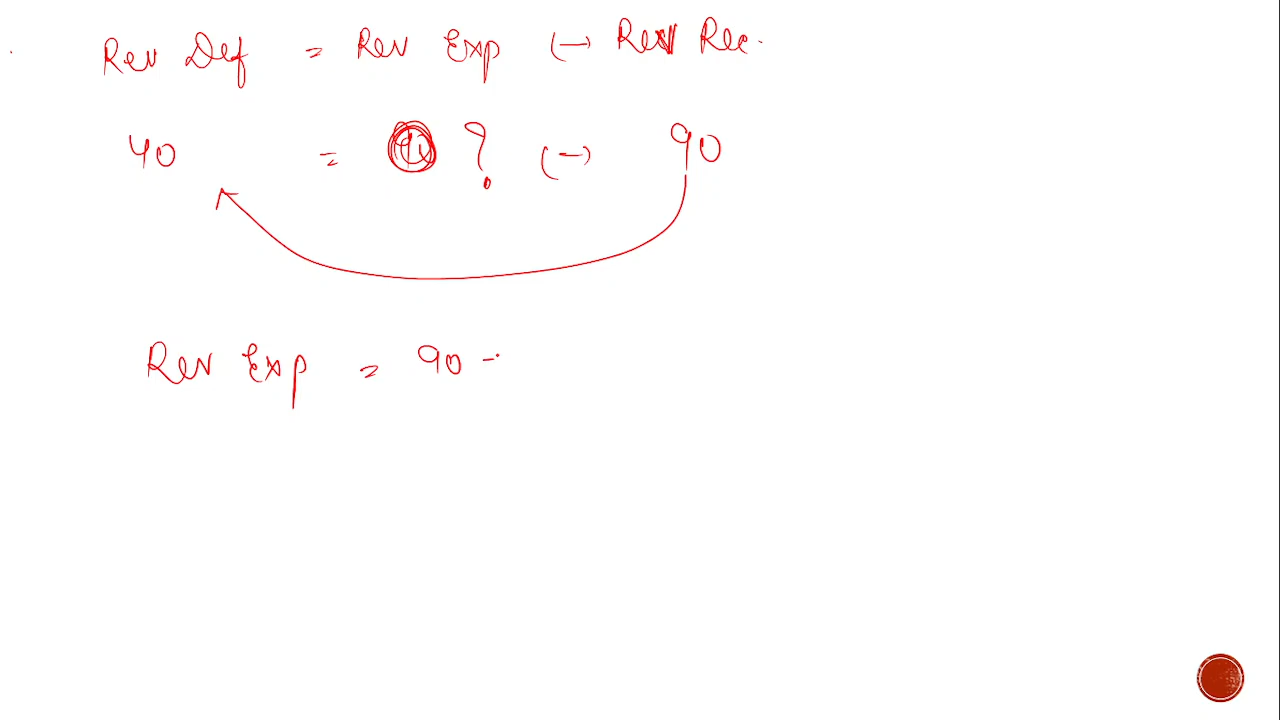 Rev Def = Rev Exp (-) Rev Rec.
40 = ? (-) 90
Rev Exp = 90 -